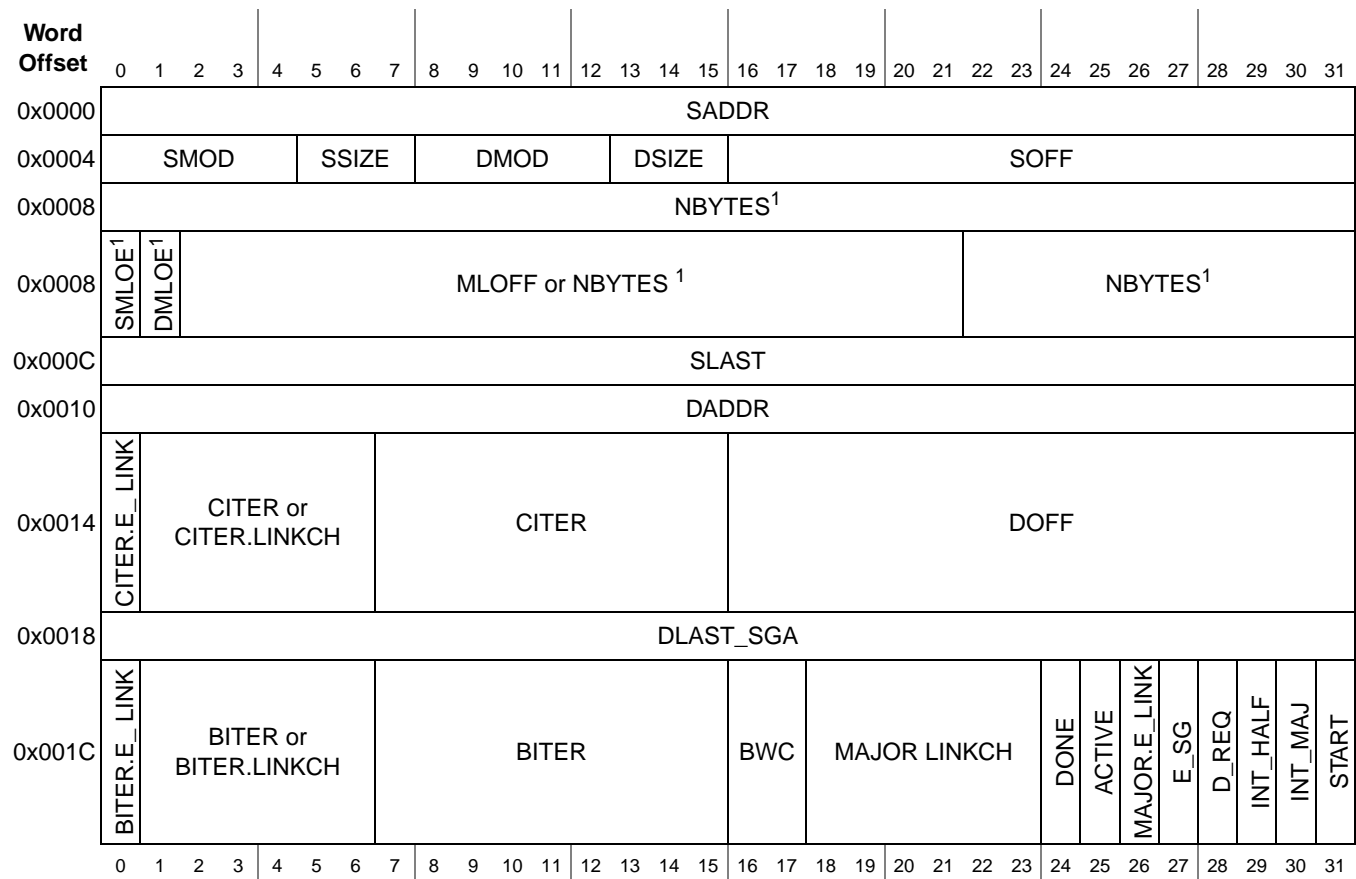 Word
Offset 0 1 2 3 4 5 6 7 8 9 10 11 12 13 14 15 16 17 18 19 20 21 22 23 24 25 26 27 28 29 30 31
0x0000 SADDR
0x0004 SMOD SSIZE DMOD DSIZE SOFF
0x0008 NBYTES1
0x0008 SMLOE1 DMLOE1 MLOFF or NBYTES 1 NBYTES1
0x000C SLAST
0x0010 DADDR
0x0014 CITER.E_ LINK CITER or
CITER.LINKCH CITER DOFF
0x0018 DLAST_SGA
0x001C BITER.E_ LINK BITER or
BITER.LINKCH BITER BWC MAJOR LINKCH DONE ACTIVE MAJOR.E_LINK E_SG D_REQ INT_HALF INT_MAJ START
0 1 2 3 4 5 6 7 8 9 10 11 12 13 14 15 16 17 18 19 20 21 22 23 24 25 26 27 28 29 30 31